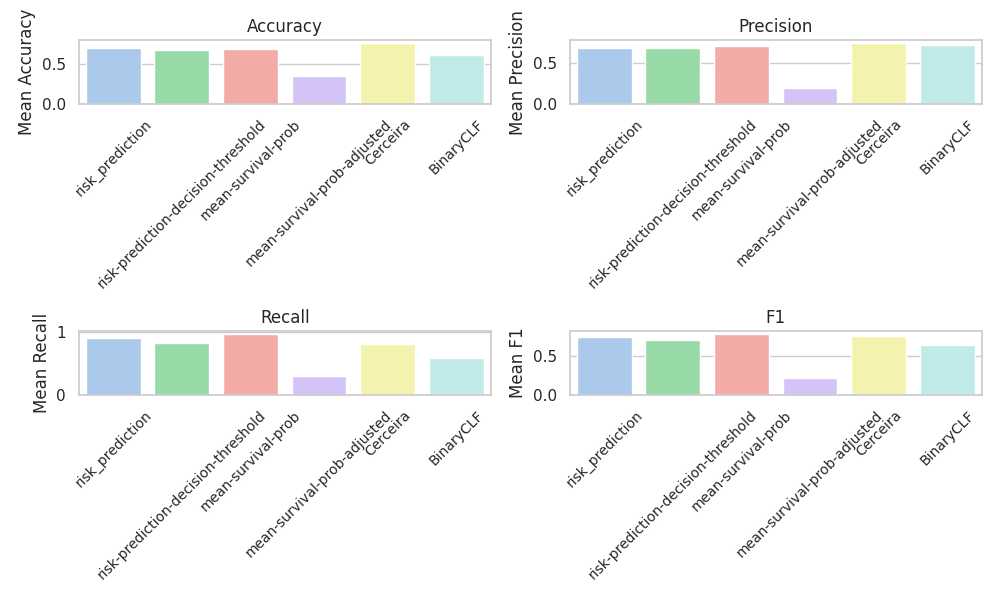 Accuracy
Mean Accuracy
0.5
0.0
risk_prediction
risk-prediction-decision-threshold
mean-survival-prob
mean-survival-prob-adjusted
Cerceira
BinaryCLF
Precision
Mean Precision
0.5
0.0
risk_prediction
risk-prediction-decision-threshold
mean-survival-prob
mean-survival-prob-adjusted
Cerceira
BinaryCLF
Recall
Mean Recall
1
0
risk_prediction
risk-prediction-decision-threshold
mean-survival-prob
mean-survival-prob-adjusted
Cerceira
BinaryCLF
F1
Mean F1
0.5
0.0
risk_prediction
risk-prediction-decision-threshold
mean-survival-prob
mean-survival-prob-adjusted
Cerceira
BinaryCLF